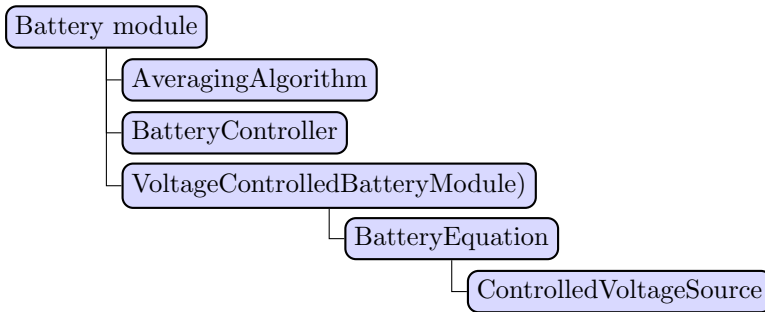 Battery module
AveragingAlgorithm
BatteryController
VoltageControlledBatteryModule)
BatteryEquation
ControlledVoltageSource